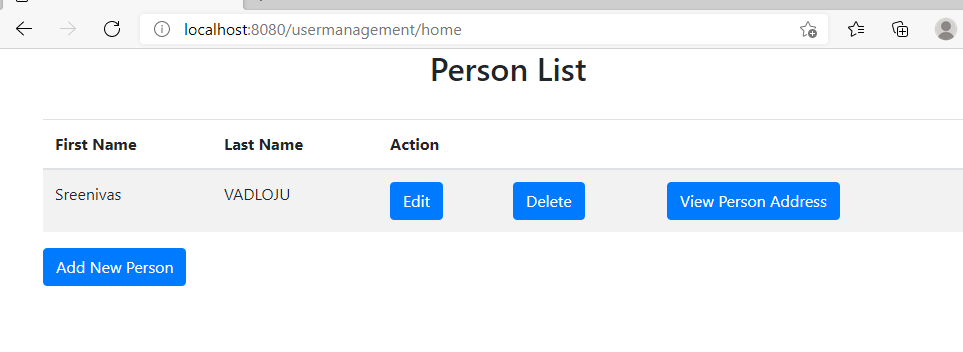 localhost:8080/usermanagement/home
Person List
First Name Last Name Action
Sreenivas VADLOJU Edit Delete View Person Address
Add New Person